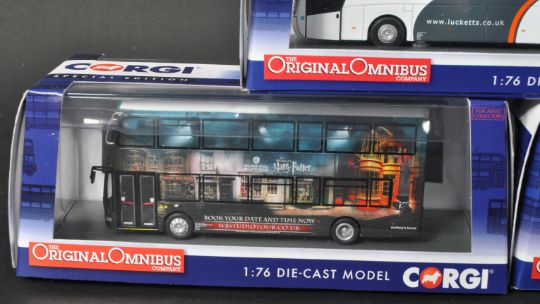 www.lucketts.co.uk
THE
ORIGINAL OMNIBUS
COMPANY
1:76 DIE
CORGI
SPECIAL EDITION
FOR ADULT
COLLECTORS
Harry Potter
BOOK YOUR DATE AND TIME NOW
WBSTUDIOTOUR.CO.UK
THE
ORIGINAL OMNIBUS
COMPANY
1:76 DIE-CAST MODEL
CORGI